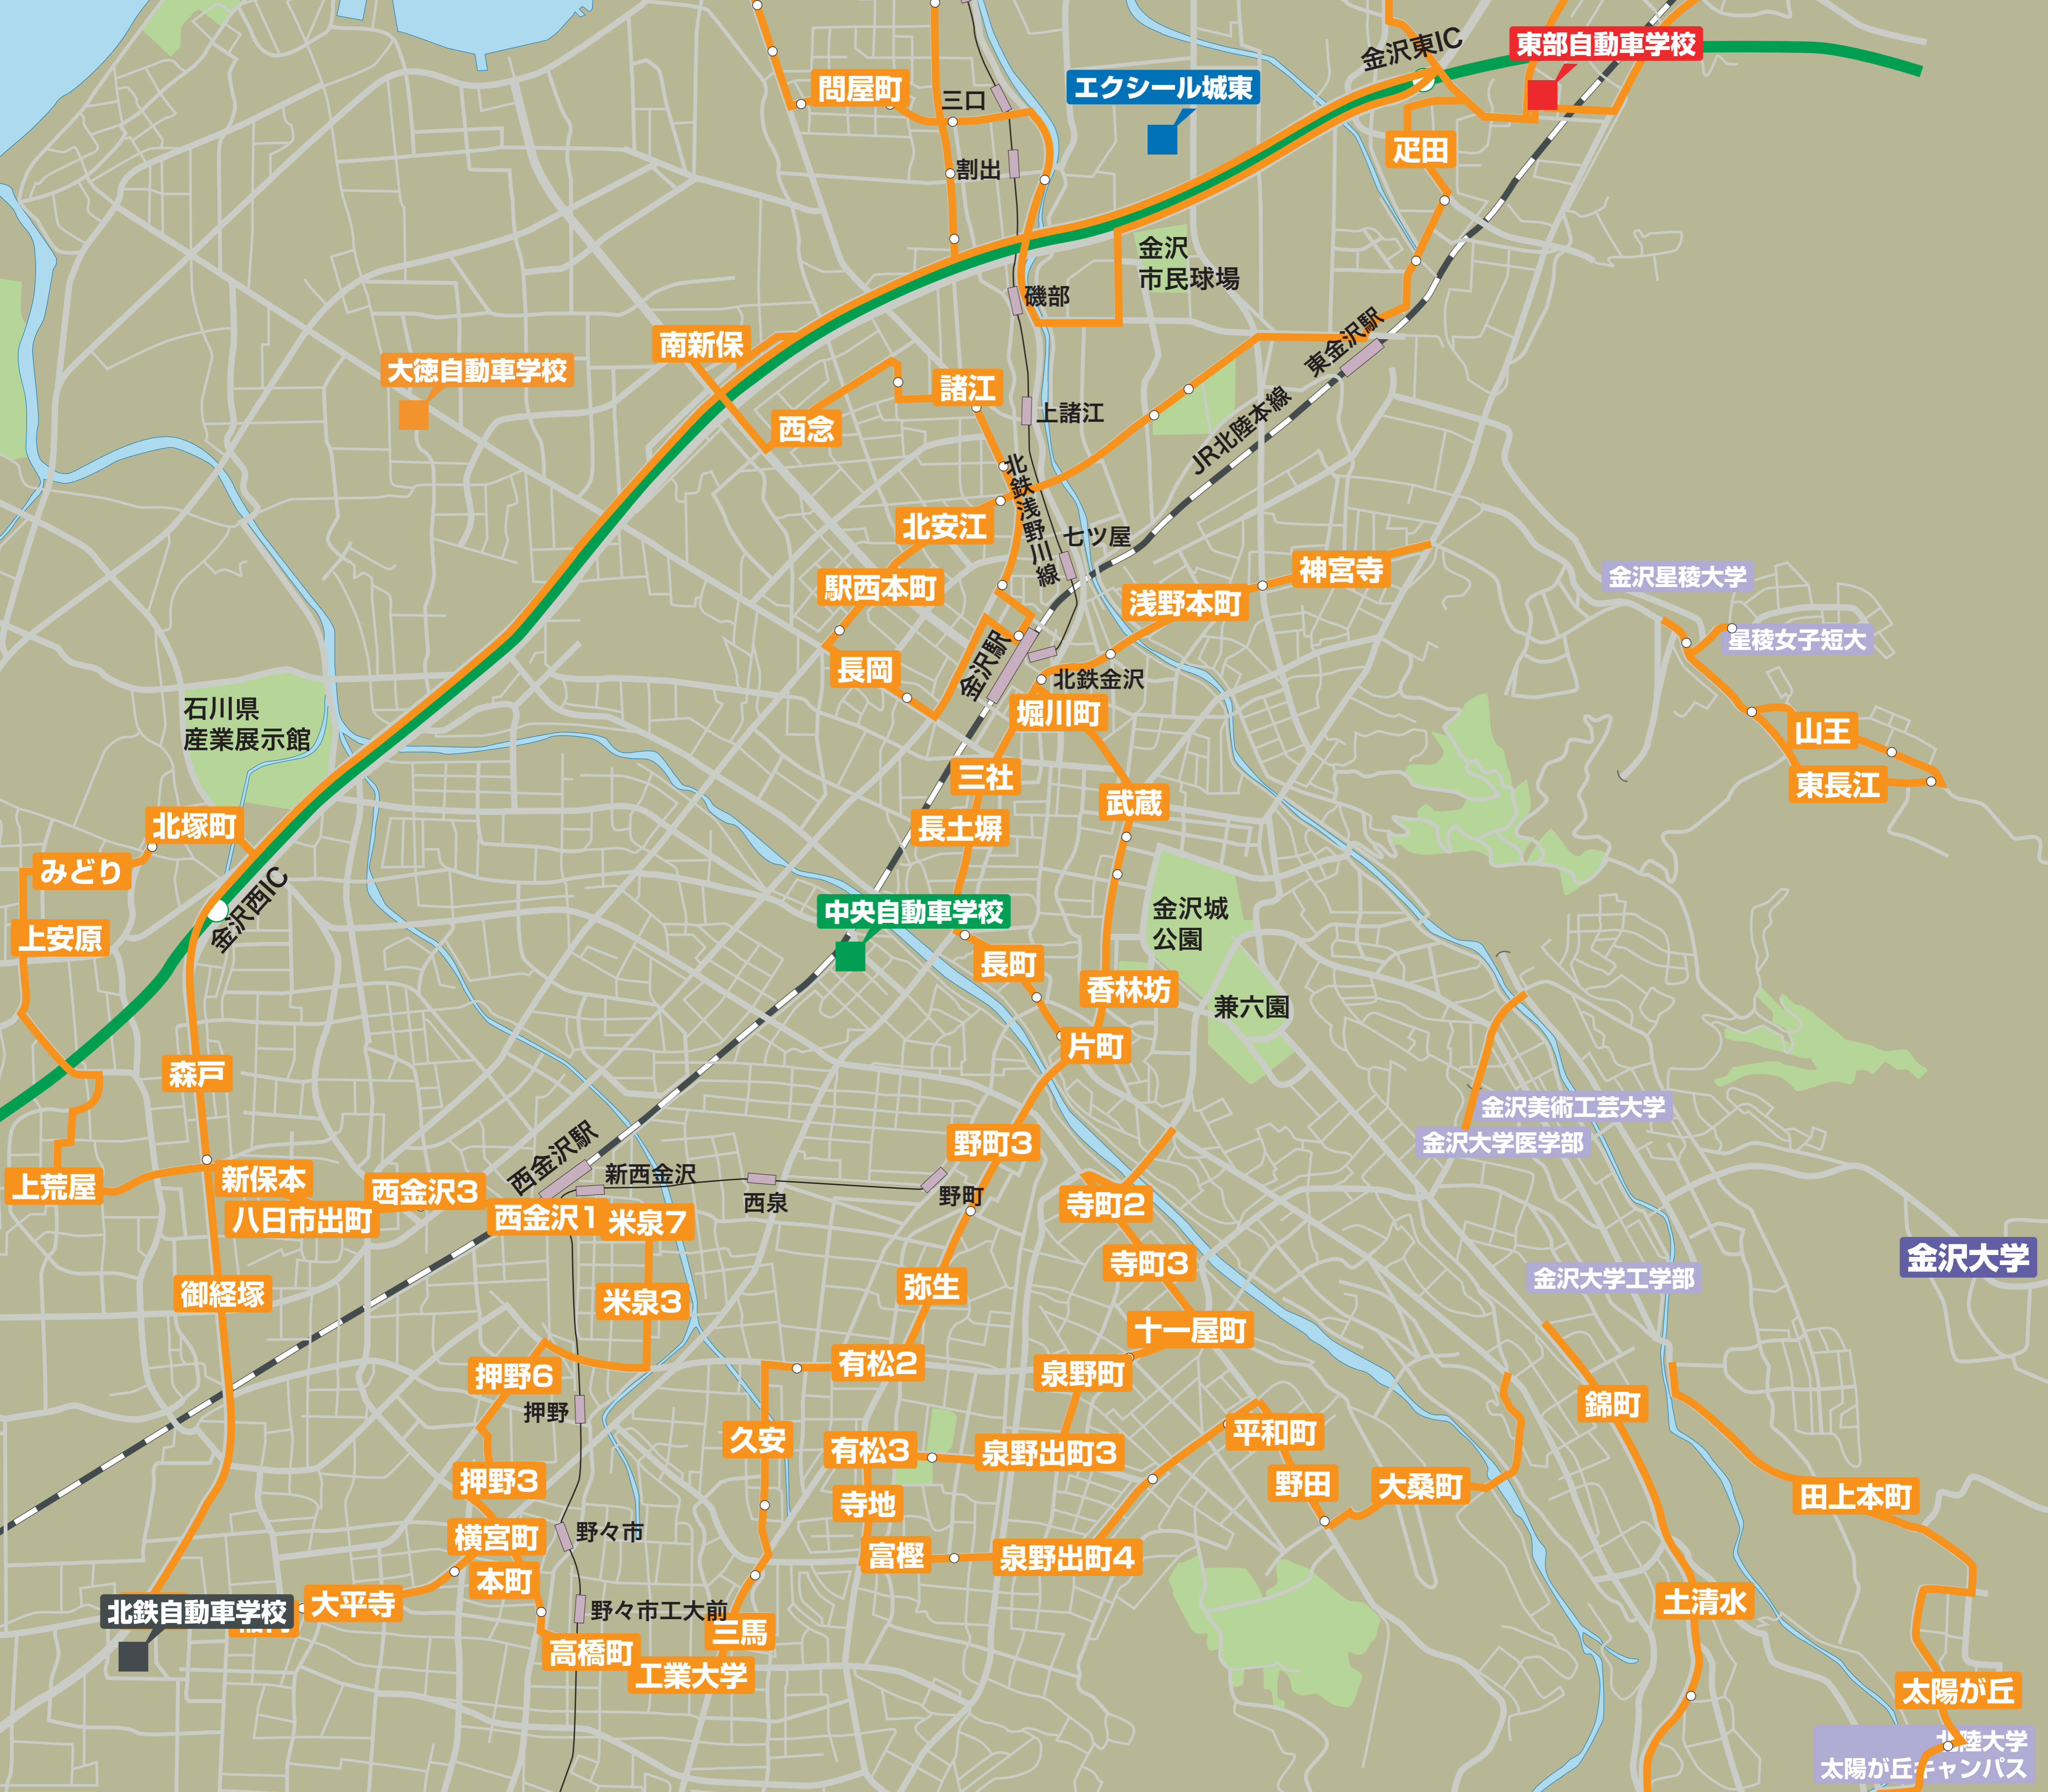 金沢東IC
東部自動車学校
問屋町
三口
エクシール城東
割出
疋田
金沢
市民球場
磯部
南新保
東金沢駅
大徳自動車学校
諸江
上諸江
西念
JR北陸本線
北鉄浅野川線
北安江
七ツ屋
神宮寺
金沢星稜大学
駅西本町
浅野本町
星稜女子短大
長岡
金沢駅
北鉄金沢
堀川町
石川県
産業展示館
山王
三社
東長江
武蔵
北塚町
長土塀
みどり
金沢西IC
中央自動車学校
金沢城
公園
上安原
長町
香林坊
兼六園
片町
森戸
金沢美術工芸大学
金沢大学医学部
野町3
西金沢駅
新西金沢
上荒屋
新保本
西金沢3
西泉
野町
寺町2
八日市出町
西金沢1
米泉7
金沢大学
寺町3
金沢大学工学部
御経塚
弥生
米泉3
十一屋町
押野6
有松2
泉野町
押野
錦町
久安
有松3
泉野出町3
平和町
押野3
野田
大桑町
田上本町
寺地
横宮町
野々市
富樫
泉野出町4
本町
大平寺
北鉄自動車学校
野々市工大前
土清水
三馬
高橋町
工業大学
太陽が丘
北陸大学
太陽が丘キャンパス